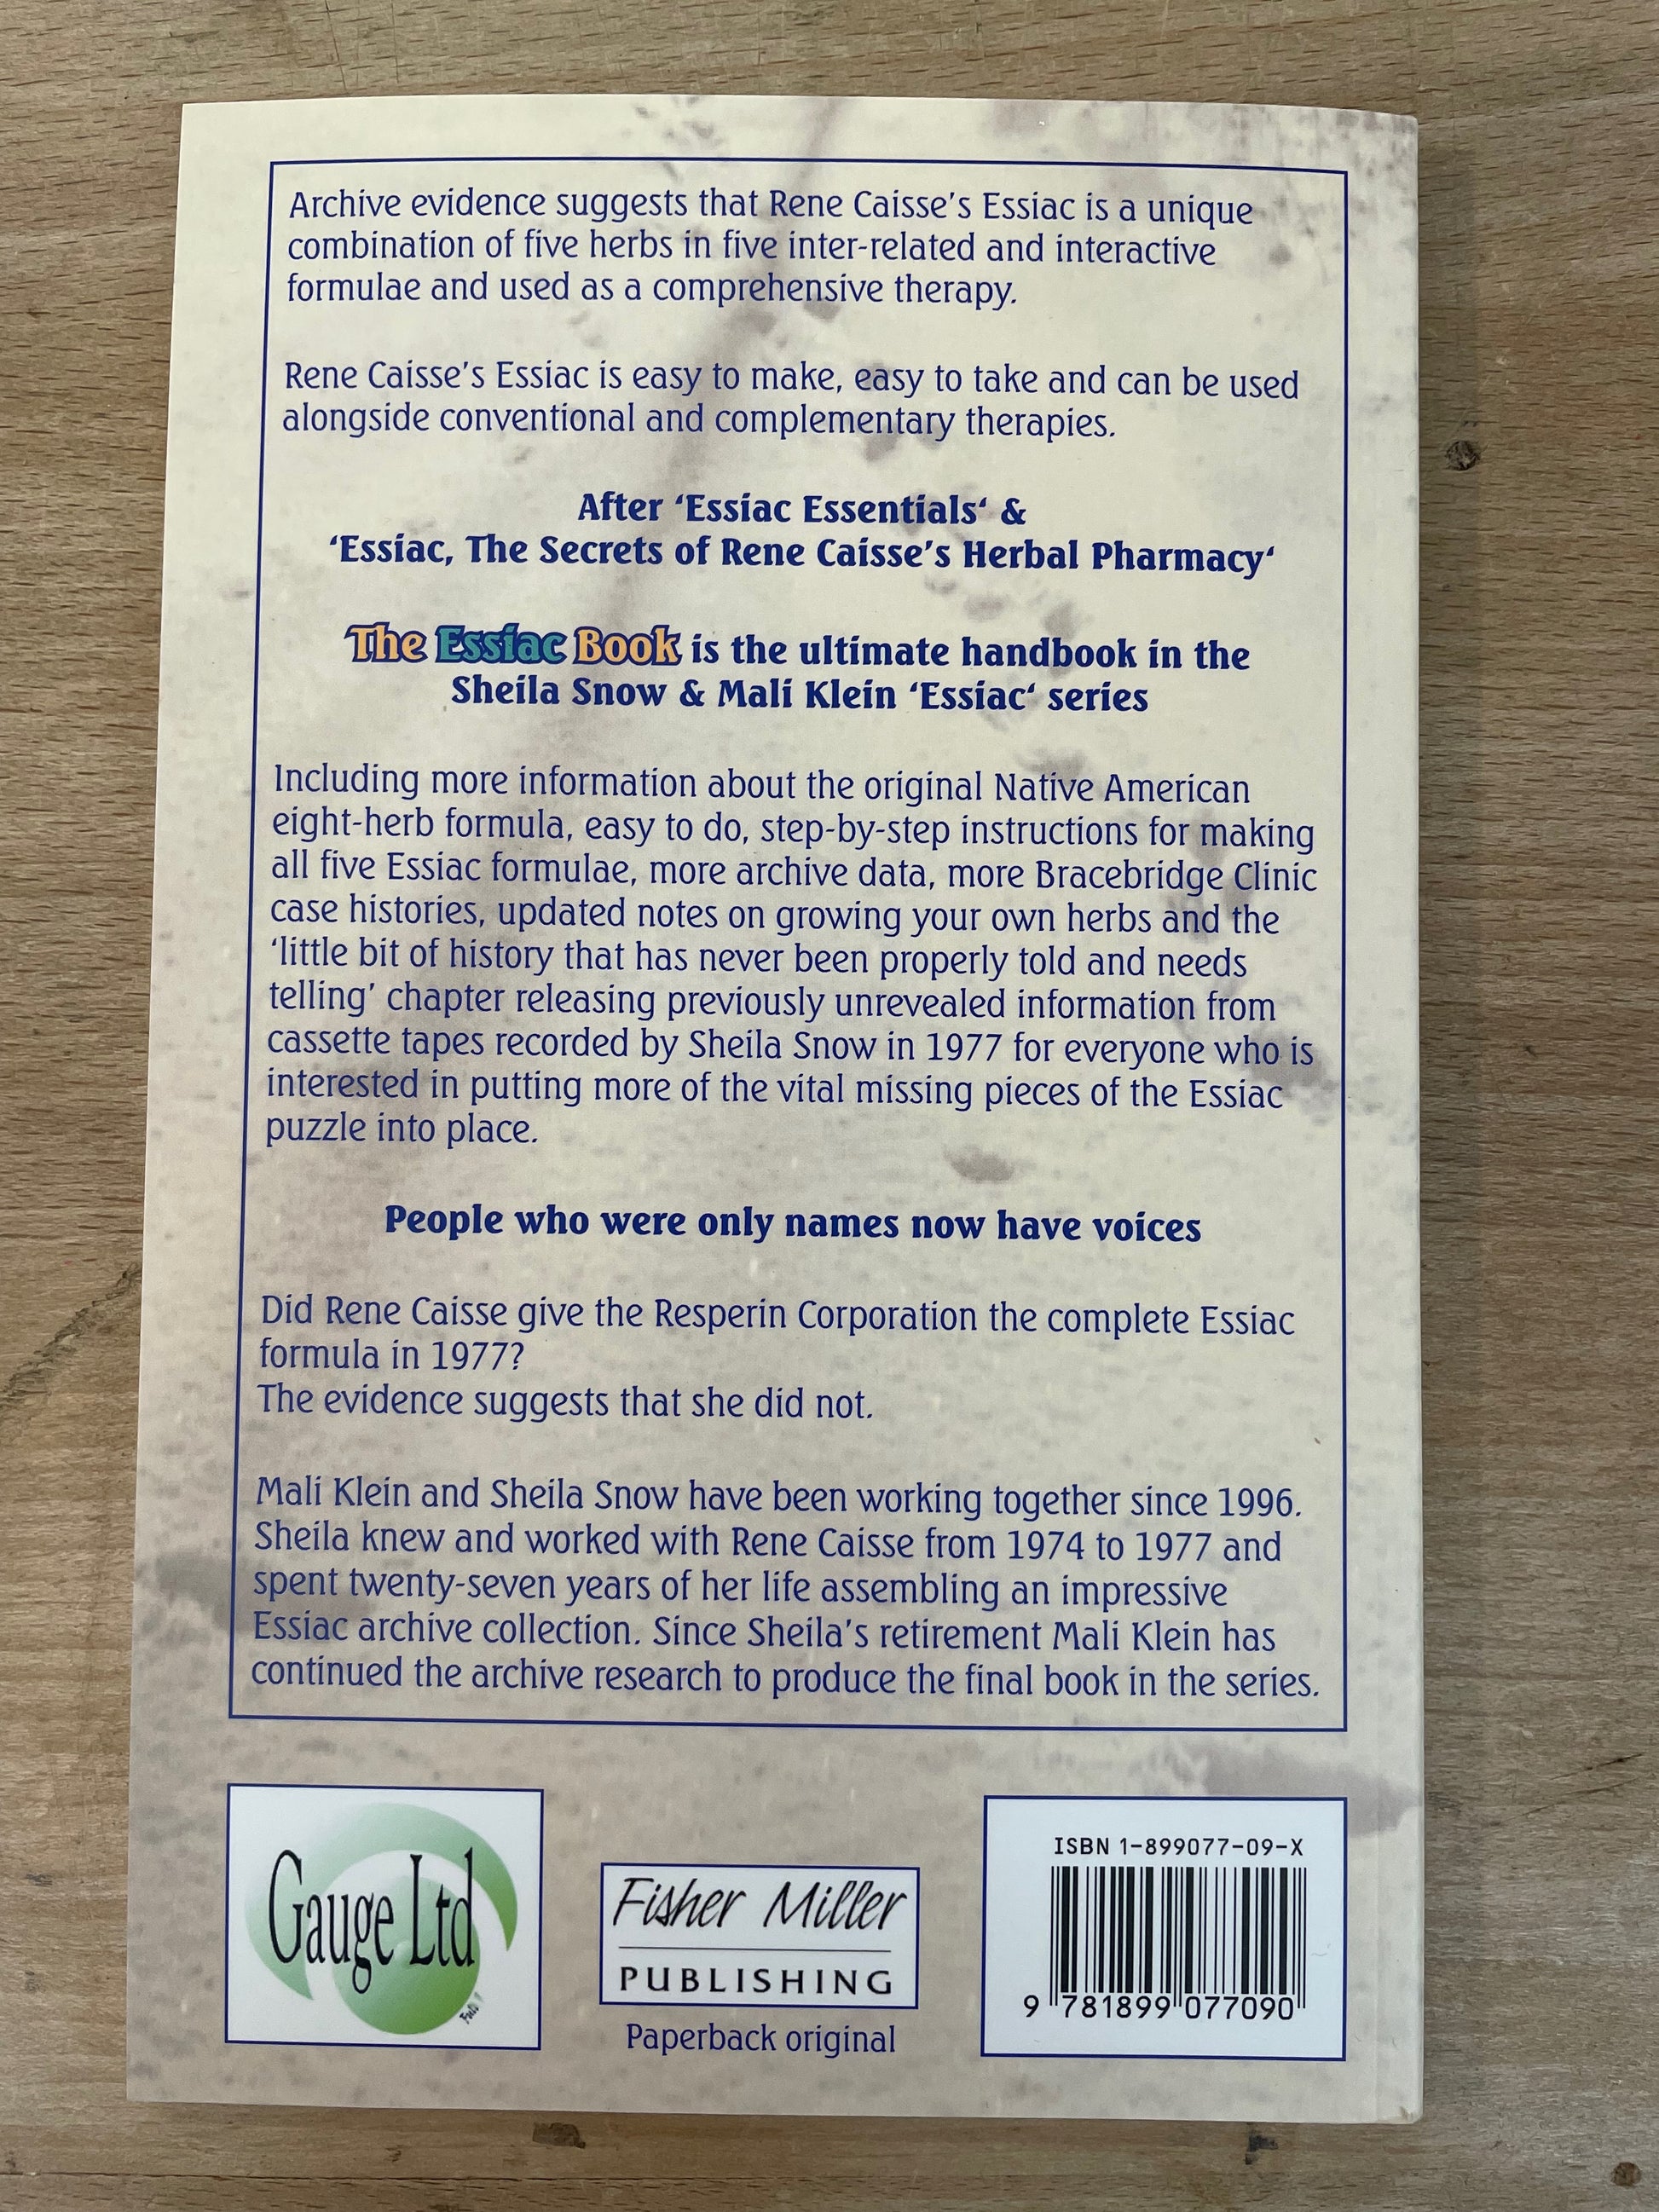 Archive evidence suggests that Rene Caisse's Essiac is a unique
combination of five herbs in five inter-related and interactive
formulae and used as a comprehensive therapy.
Rene Caisse's Essiac is easy to make, easy to take and can be used
alongside conventional and complementary therapies.
After ‘Essiac Essentials‘ &
‘Essiac, The Secrets of Rene Caisse's Herbal Pharmacy‘
The Essiac Book is the ultimate handbook in the
Sheila Snow & Mali Klein ‘Essiac‘ series
Including more information about the original Native American
eight-herb formula, easy to do, step-by-step instructions for making
all five Essiac formulae, more archive data, more Bracebridge Clinic
case histories, updated notes on growing your own herbs and the
‘little bit of history that has never been properly told and needs
telling’ chapter releasing previously unrevealed information from
cassette tapes recorded by Sheila Snow in 1977 for everyone who is
interested in putting more of the vital missing pieces of the Essiac
puzzle into place.
People who were only names now have voices
Did Rene Caisse give the Resperin Corporation the complete Essiac
formula in 1977?
The evidence suggests that she did not.
Mali Klein and Sheila Snow have been working together since 1996.
Sheila knew and worked with Rene Caisse from 1974 to 1977 and
spent twenty-seven years of her life assembling an impressive
Essiac archive collection. Since Sheila's retirement Mali Klein has
continued the archive research to produce the final book in the series.
Gauge Ltd
Fisher Miller
PUBLISHING
Paperback original
ISBN 1-899077-09-X
9 781899 077090